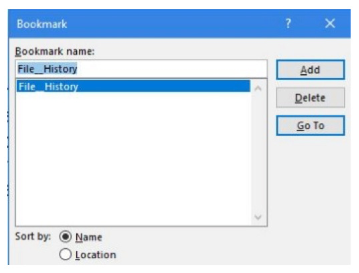 Bookmark ? ×
Bookmark name:
File__History
Add
File__History
Delete
Go To
Sort by: Name
Location